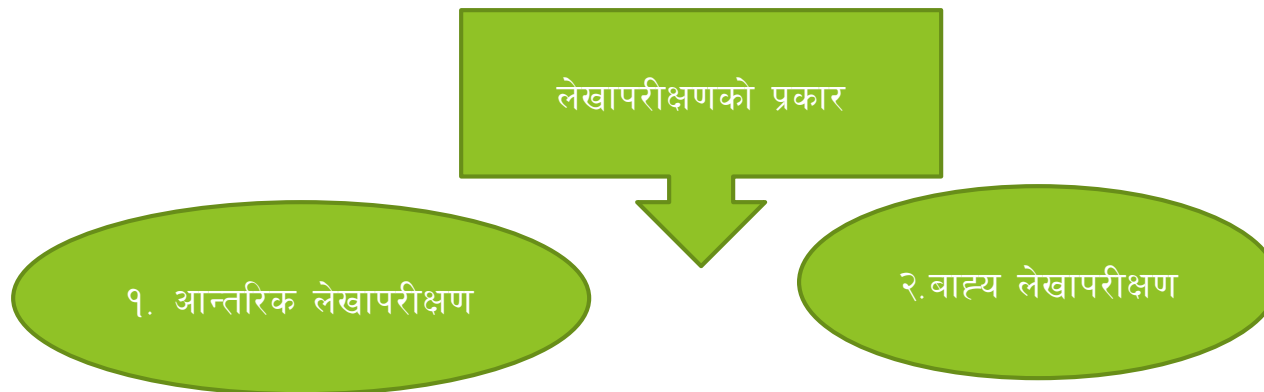 लेखापरीक्षणको प्रकार
१. आन्तरिक लेखापरीक्षण
२.बाह्य लेखापरीक्षण